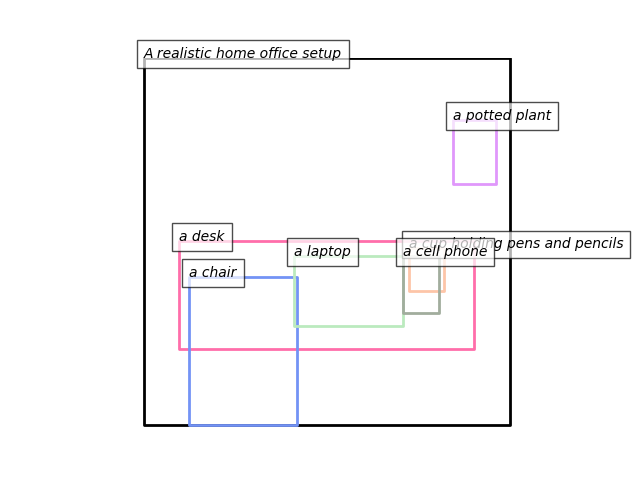 A realistic home office setup
a potted plant
a desk
a cup holding pens and pencils
a laptop
a cell phone
a chair